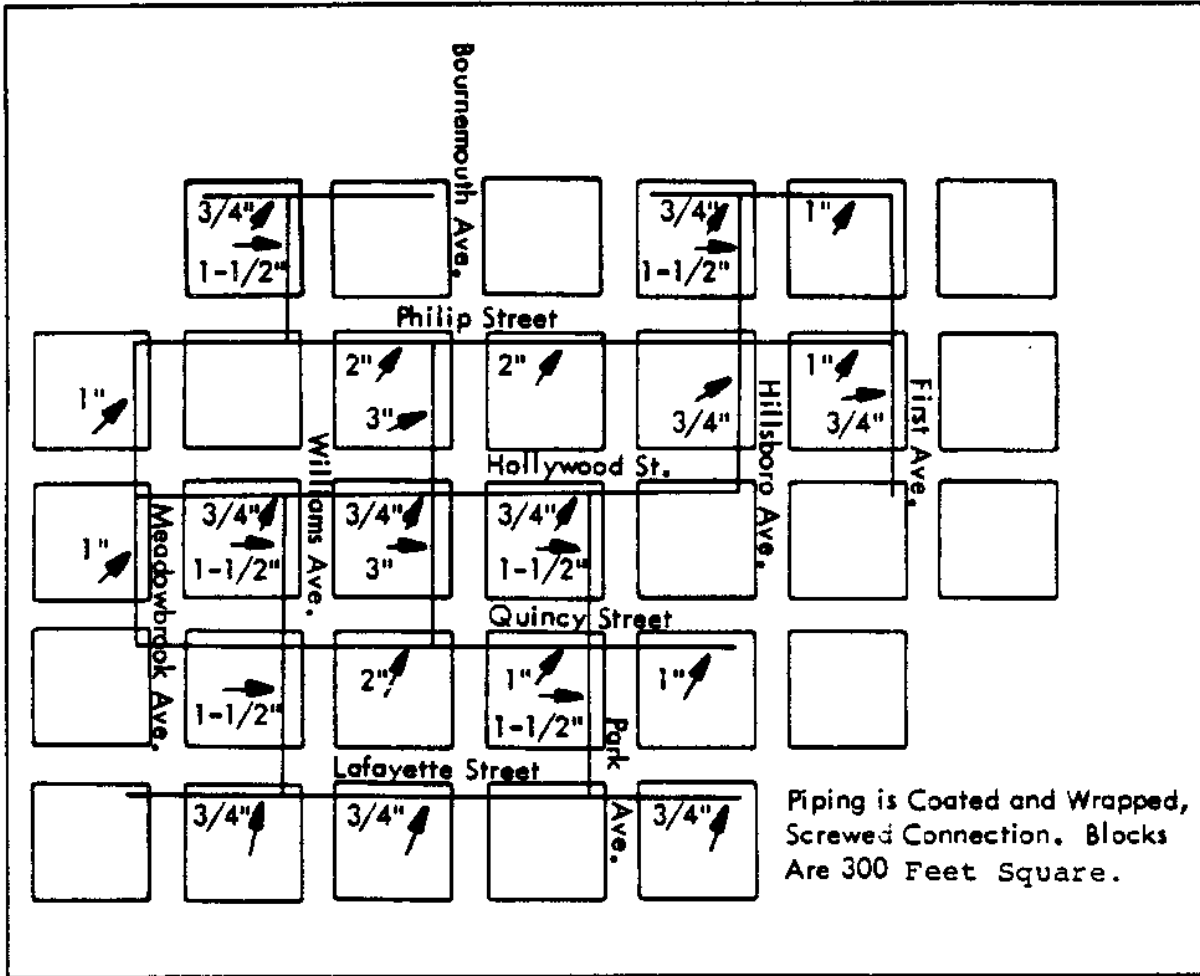 Bournemouth Ave.
3/4"
1-1/2"
3/4"
1-1/2"
1"
Philip Street
1"
2"
3"
2"
3/4"
Hillsboro Ave.
1"
3/4"
First Ave.
Williams Ave.
Hollywood St.
1"
Meadowbrook Ave.
3/4"
1-1/2"
3/4"
3"
3/4"
1-1/2"
Quincy Street
1-1/2"
2"
1"
1-1/2"
1"
Park Ave.
Lafayette Street
3/4"
3/4"
3/4"
Piping is Coated and Wrapped,
Screwed Connection. Blocks
Are 300 Feet Square.